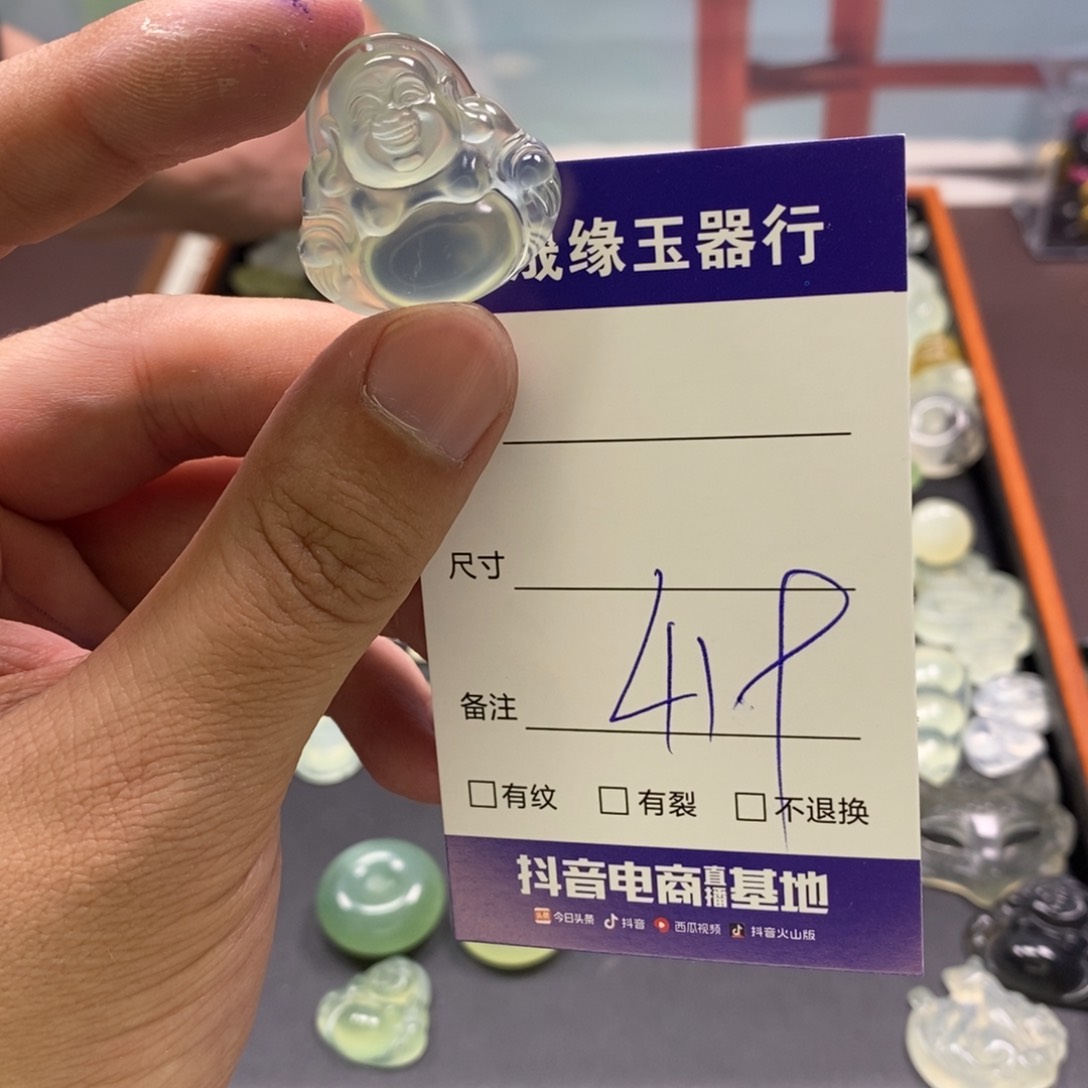 缘玉器行
尺寸
备注
□有纹 □有裂 □不退换
抖音电商直播基地
头条 今日头条 抖音 西瓜视频 抖音火山版